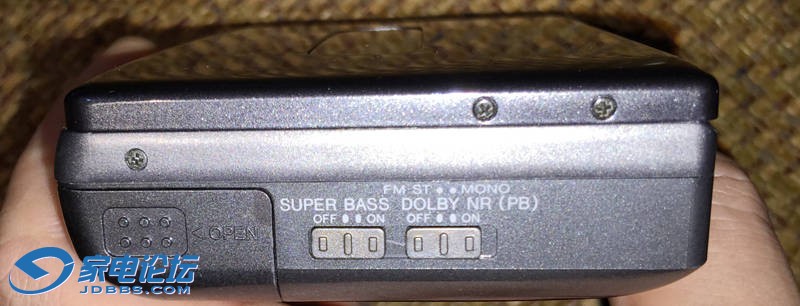 FM ST MONO
SUPER BASS DOLBY NR (PB)
OFF ON OFF ON
< OPEN
家电论坛
JDBBS.COM